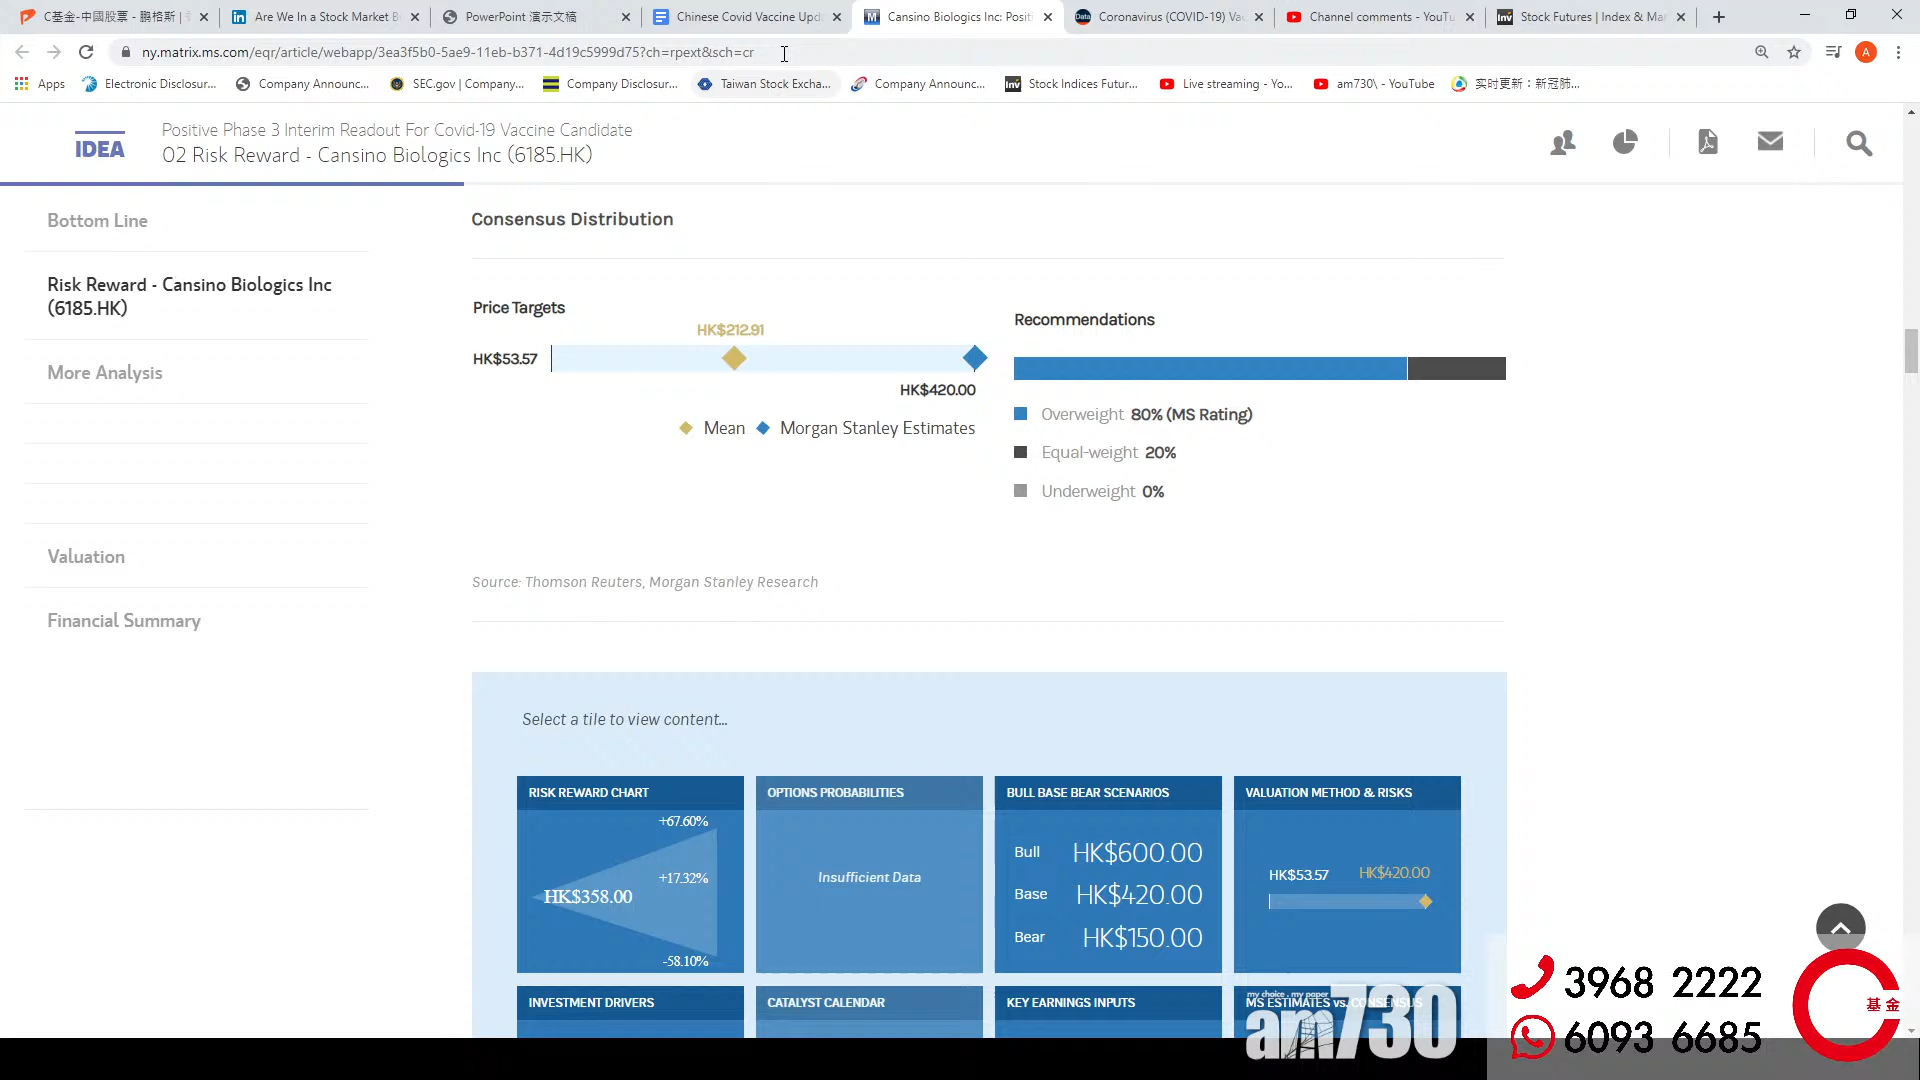 C基金-中國股票 - 鵬格斯 |
Are We In a Stock Market B
PowerPoint 演示文稿
Chinese Covid Vaccine Upd
Cansino Biologics Inc: Posit
Coronavirus (COVID-19) Va
Channel comments - YouTu
Stock Futures | Index & Mar
ny.matrix.ms.com/eqr/article/webapp/3ea3f5b0-5ae9-11eb-b371-4d19c5999d75?ch=rpext&sch=cr
A
Apps
Electronic Disclosur...
Company Announc...
SEC.gov | Company...
Company Disclosur...
Taiwan Stock Excha...
Company Announc...
Stock Indices Futur...
Live streaming - Yo...
am730\ - YouTube
实时更新：新冠肺...
IDEA
Positive Phase 3 Interim Readout For Covid-19 Vaccine Candidate
02 Risk Reward - Cansino Biologics Inc (6185.HK)
Bottom Line
Risk Reward - Cansino Biologics Inc
(6185.HK)
More Analysis
Valuation
Financial Summary
Consensus Distribution
Price Targets
HK$212.91
HK$53.57
HK$420.00
Mean
Morgan Stanley Estimates
Recommendations
Overweight 80% (MS Rating)
Equal-weight 20%
Underweight 0%
Source: Thomson Reuters, Morgan Stanley Research
Select a tile to view content...
RISK REWARD CHART
+67.60%
+17.32%
HK$358.00
-58.10%
OPTIONS PROBABILITIES
Insufficient Data
BULL BASE BEAR SCENARIOS
Bull HK$600.00
Base HK$420.00
Bear HK$150.00
VALUATION METHOD & RISKS
HK$53.57 HK$420.00
INVESTMENT DRIVERS
CATALYST CALENDAR
KEY EARNINGS INPUTS
MS ESTIMATES vs. CONSENSUS
my choice . my paper
am730
3968 2222
6093 6685
基金